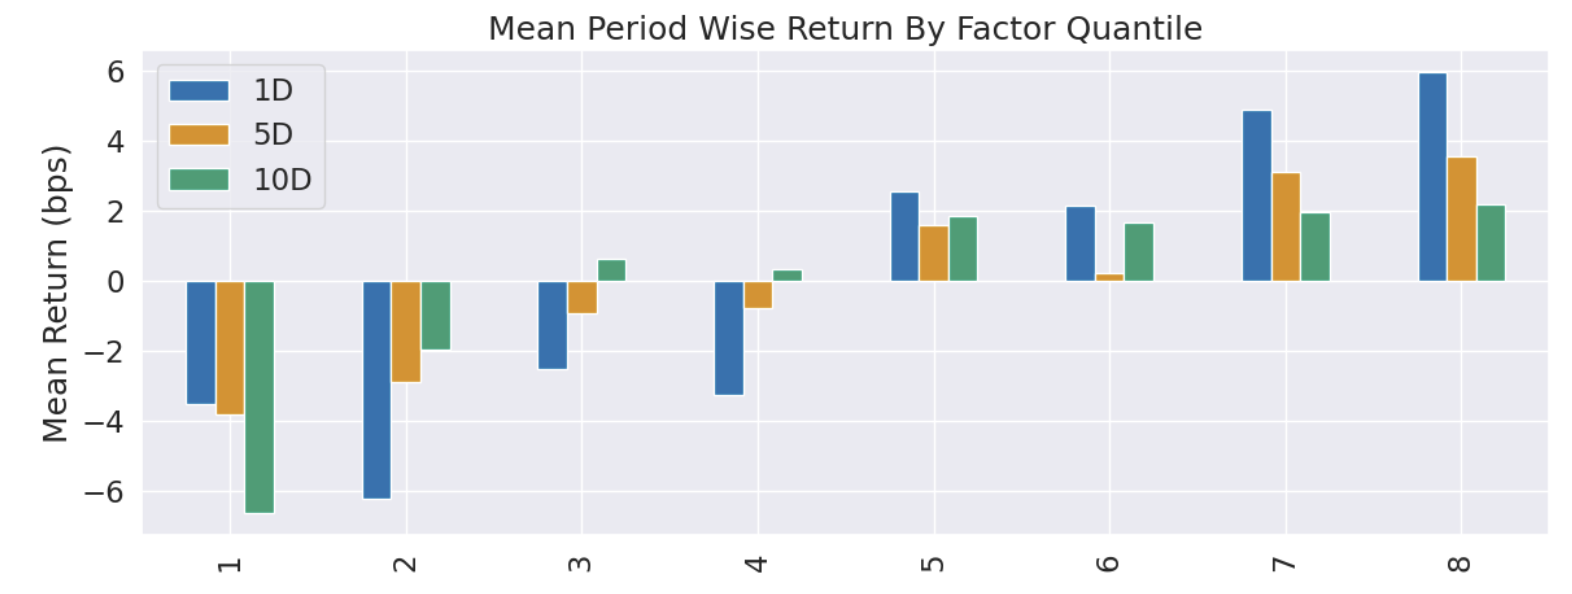 Mean Period Wise Return By Factor Quantile
Mean Return (bps)
6
4
2
0
−2
−4
−6
1D
5D
10D
1 2 3 4 5 6 7 8